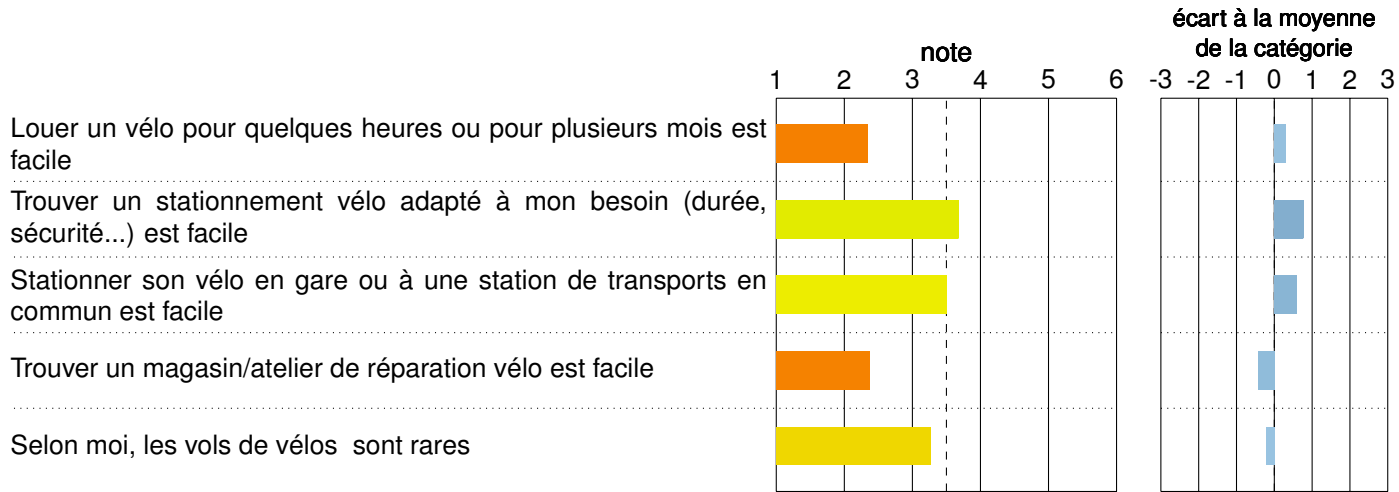 écart à la moyenne
de la catégorie
note
1 2 3 4 5 6
-3 -2 -1 0 1 2 3
Louer un vélo pour quelques heures ou pour plusieurs mois est
facile
Trouver un stationnement vélo adapté à mon besoin (durée,
sécurité...) est facile
Stationner son vélo en gare ou à une station de transports en
commun est facile
Trouver un magasin/atelier de réparation vélo est facile
Selon moi, les vols de vélos sont rares